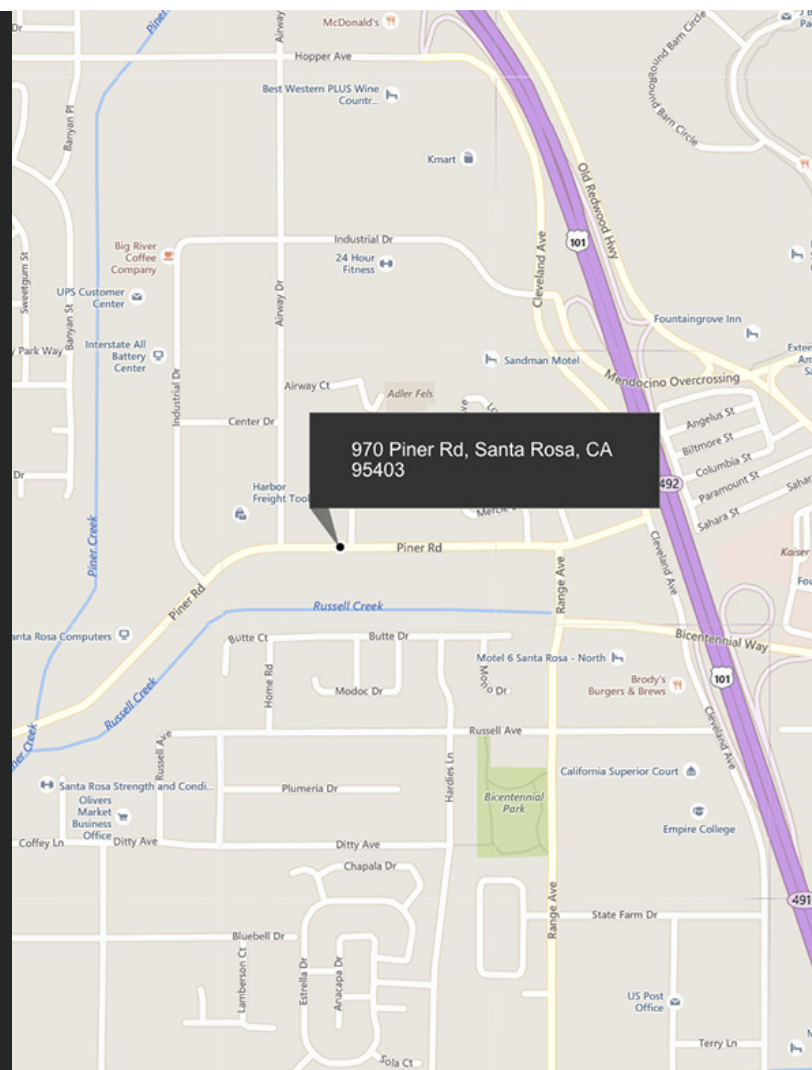 Piner
Dr
McDonald's
Airway
Round Barn Circle
Round Barn Circle
Hopper Ave
Best Western PLUS Wine
Countr...
Banyan Pl
Kmart
Old Redwood Hwy
101
Industrial Dr
Big River
Coffee
Company
24 Hour
Fitness
Cleveland Ave
Sweetgum St
UPS Customer
Center
Airway Dr
Banyan St
Fountaingrove Inn
Park Way
Interstate All
Battery
Center
Sandman Motel
Mendocino Overcrossing
Industrial Dr
Airway Ct
Adler Fels
Center Dr
Angelus St
Biltmore St
Columbia St
Paramount St
Sahara St
970 Piner Rd, Santa Rosa, CA
95403
492
Dr
Harbor
Freight Tool
Piner Creek
Piner Rd
Piner Rd
Range Ave
Cleveland Ave
Kaiser
Russell Creek
Santa Rosa Computers
Butte Ct
Butte Dr
Bicentennial Way
Motel 6 Santa Rosa - North
101
Home Rd
Modoc Dr
Mono Dr
Brody's
Burgers & Brews
Russell Creek
Cleveland Ave
Russell Ave
Russell Ave
Hardies Ln
Santa Rosa Strength and Condi...
Olivers
Market
Business
Office
Plumeria Dr
Bicentennial
Park
California Superior Court
Empire College
Coffey Ln
Ditty Ave
Ditty Ave
Chapala Dr
491
Range Ave
State Farm Dr
Bluebell Dr
Lamberson Ct
Estrella Dr
Anacapa Dr
US Post
Office
Terry Ln
Sola Ct